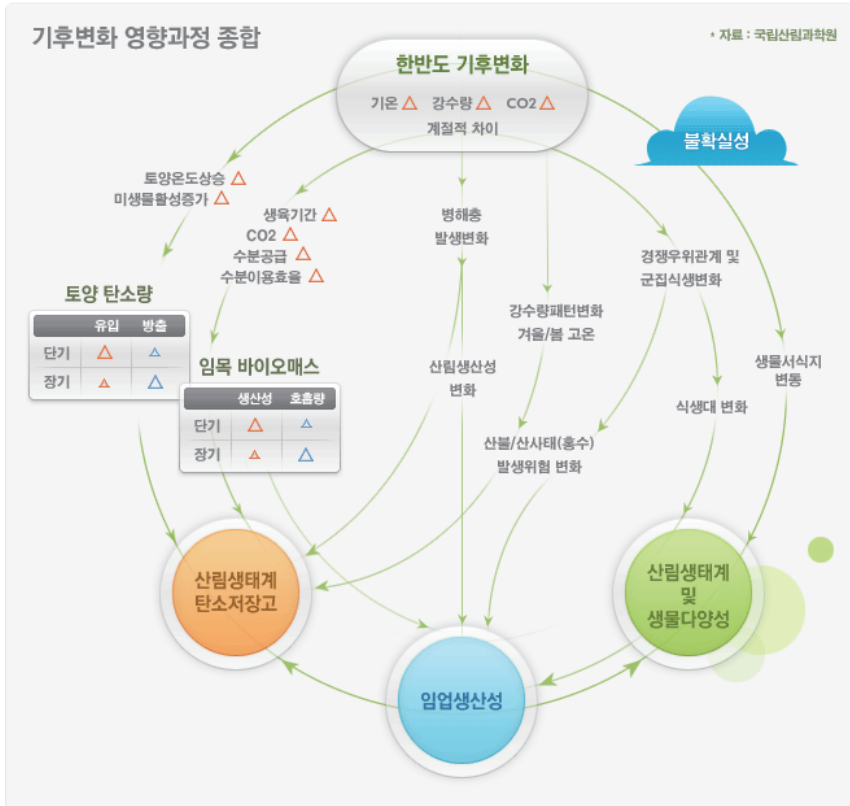 기후변화 영향과정 종합
* 자료 : 국립산림과학원
한반도 기후변화
기온 △ 강수량 △ CO2 △
계절적 차이
불확실성
토양온도상승 △
미생물활성증가 △
생육기간 △
CO2 △
수분공급 △
수분이용효율 △
병해충
발생변화
경쟁우위관계 및
군집식생변화
토양 탄소량
유입 방출
단기 △ △
장기 △ △
강수량패턴변화
겨울/봄 고온
임목 바이오매스
생산성 호흡량
단기 △ △
장기 △ △
산림생산성
변화
생물서식지
변동
식생대 변화
산불/산사태(홍수)
발생위험 변화
산림생태계
탄소저장고
산림생태계
및
생물다양성
임업생산성